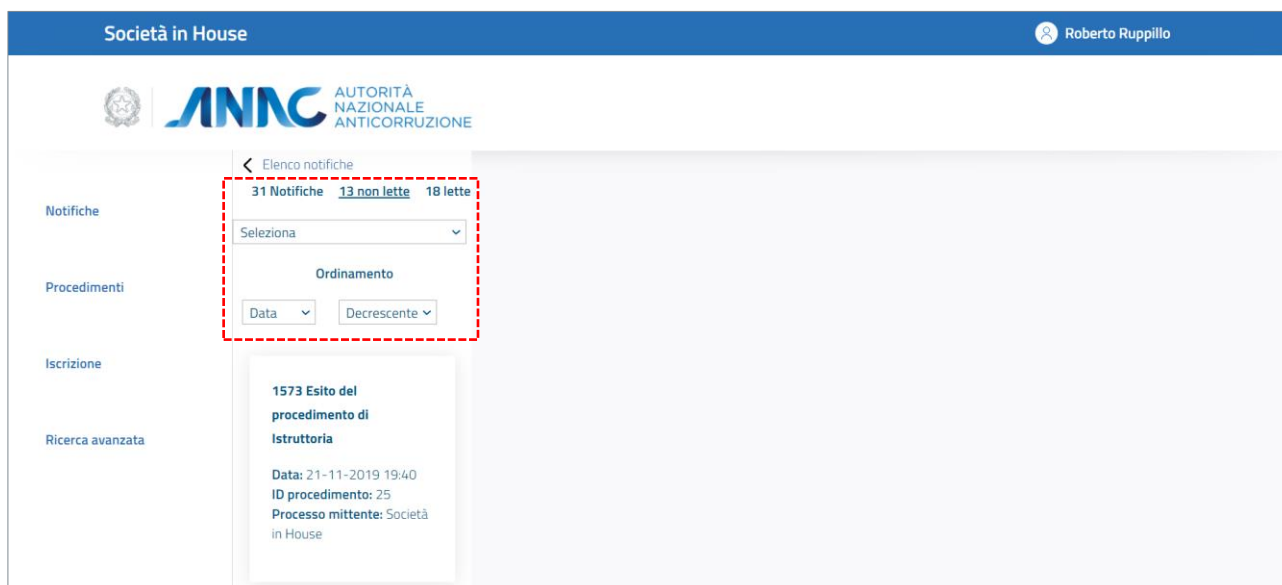 Società in House
Roberto Ruppillo
ANAC
AUTORITÀ
NAZIONALE
ANTICORRUZIONE
Elenco notifiche
31 Notifiche 13 non lette 18 lette
Notifiche
Seleziona
Ordinamento
Procedimenti
Data Decrescente
Iscrizione
1573 Esito del
procedimento di
Istruttoria
Ricerca avanzata
Data: 21-11-2019 19:40
ID procedimento: 25
Processo mittente: Società
in House